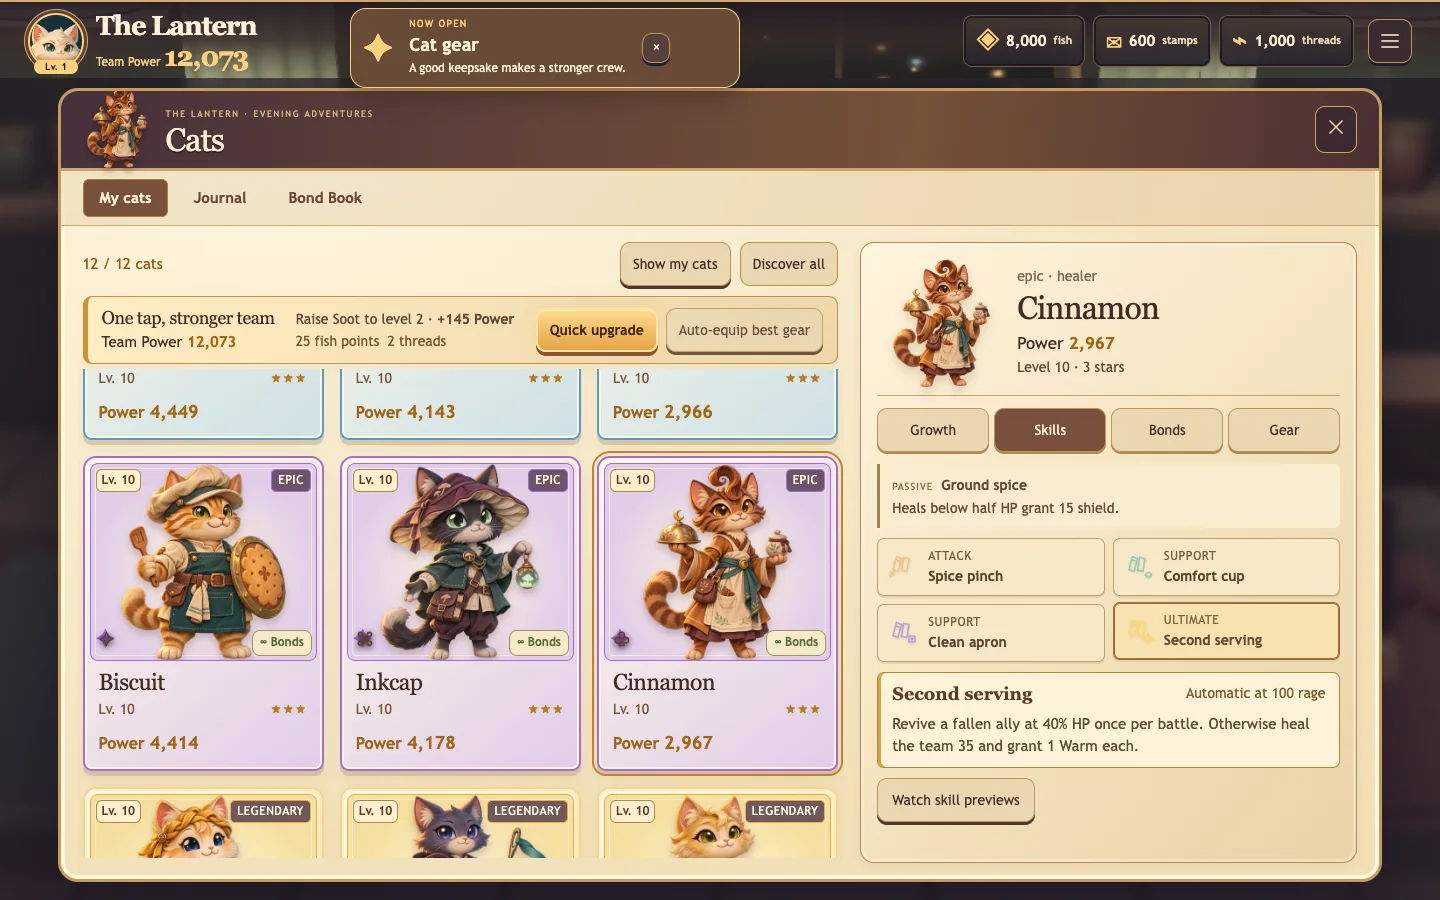 The Lantern
Team Power 12,073
Lv. 1
NOW OPEN
Cat gear
A good keepsake makes a stronger crew.
×
8,000 fish
600 stamps
1,000 threads
THE LANTERN · EVENING ADVENTURES
Cats
My cats
Journal
Bond Book
12 / 12 cats
Show my cats
Discover all
One tap, stronger team
Team Power 12,073
Raise Soot to level 2 · +145 Power
25 fish points 2 threads
Quick upgrade
Auto-equip best gear
Lv. 10 ★★★
Power 4,449
Lv. 10 ★★★
Power 4,143
Lv. 10 ★★★
Power 2,966
Lv. 10
EPIC
∞ Bonds
Biscuit
Lv. 10 ★★★
Power 4,414
Lv. 10
EPIC
∞ Bonds
Inkcap
Lv. 10 ★★★
Power 4,178
Lv. 10
EPIC
∞ Bonds
Cinnamon
Lv. 10 ★★★
Power 2,967
Lv. 10
LEGENDARY
Lv. 10
LEGENDARY
Lv. 10
LEGENDARY
epic · healer
Cinnamon
Power 2,967
Level 10 · 3 stars
Growth
Skills
Bonds
Gear
PASSIVE Ground spice
Heals below half HP grant 15 shield.
ATTACK
Spice pinch
SUPPORT
Comfort cup
SUPPORT
Clean apron
ULTIMATE
Second serving
Second serving
Automatic at 100 rage
Revive a fallen ally at 40% HP once per battle. Otherwise heal
the team 35 and grant 1 Warm each.
Watch skill previews